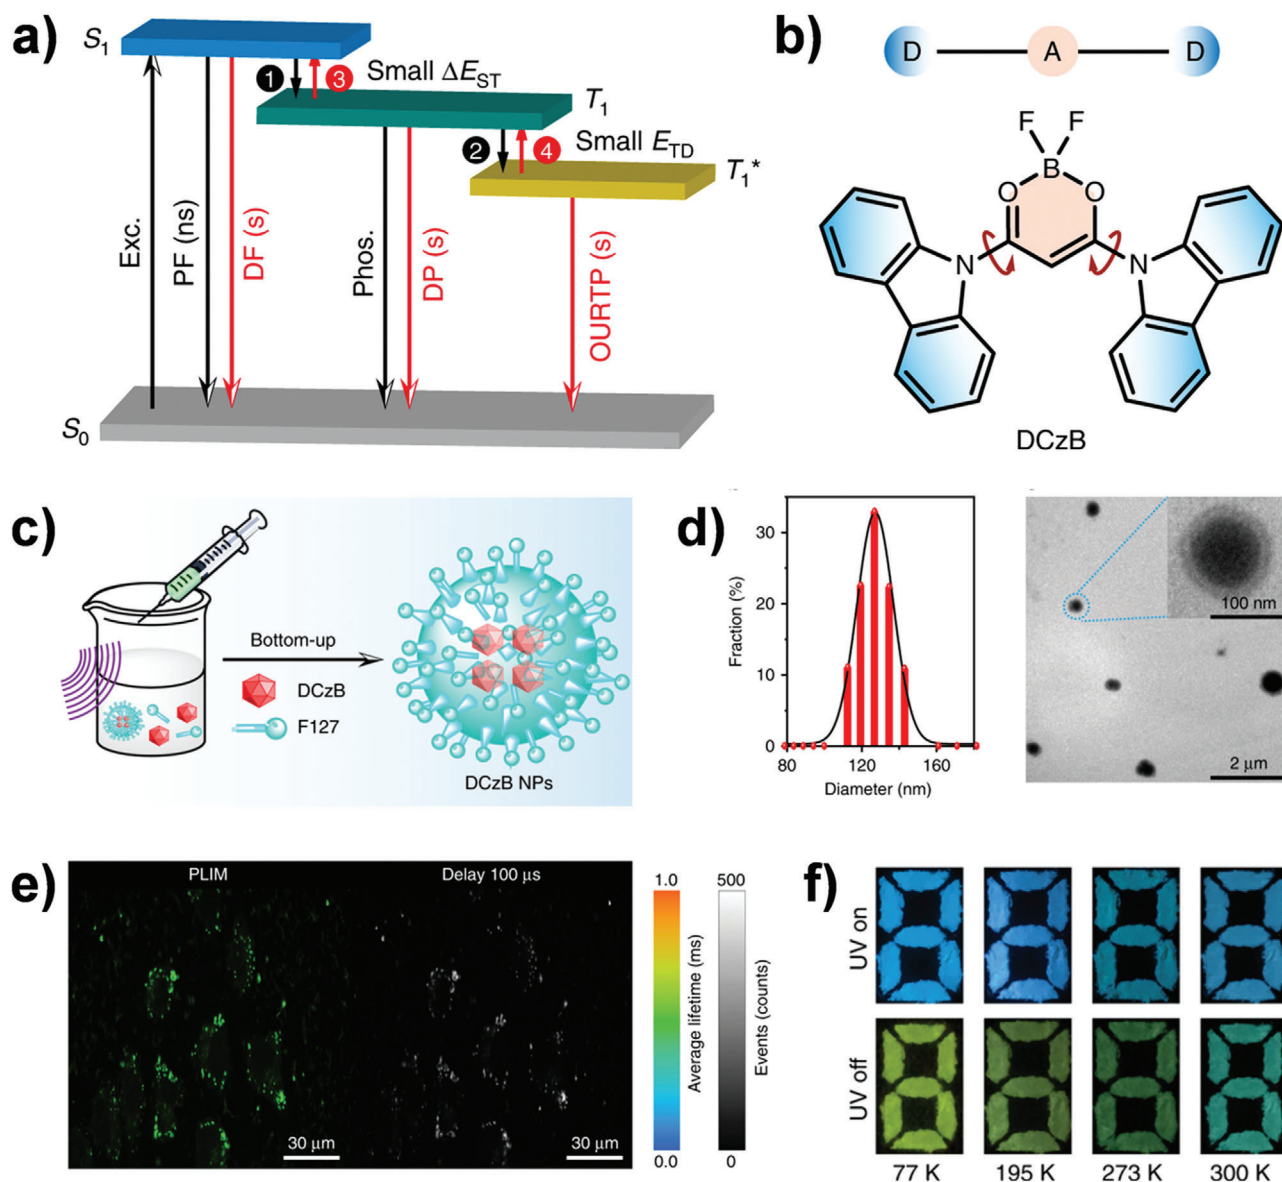 a)
S1
1
3
Small ΔEST
T1
2
4
Small ETD
T1*
Exc.
PF (ns)
DF (s)
Phos.
DP (s)
OURTP (s)
S0
b)
D
A
D
F
F
B
O
O
N
N
DCzB
c)
Bottom-up
DCzB
F127
DCzB NPs
d)
Fraction (%)
30
20
10
0
80
120
160
Diameter (nm)
100 nm
2 μm
e)
PLIM
Delay 100 μs
30 μm
30 μm
1.0
Average lifetime (ms)
0.0
500
Events (counts)
0
f)
UV on
UV off
77 K
195 K
273 K
300 K